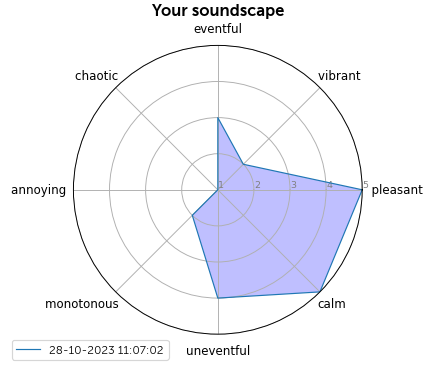 Your soundscape
eventful
chaotic
vibrant
annoying
1 2 3 4 5
pleasant
monotonous
calm
uneventful
28-10-2023 11:07:02